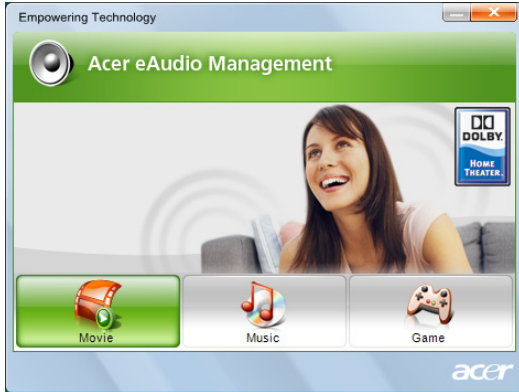 Empowering Technology
Acer eAudio Management
DOLBY
HOME
THEATER
Movie
Music
Game
acer